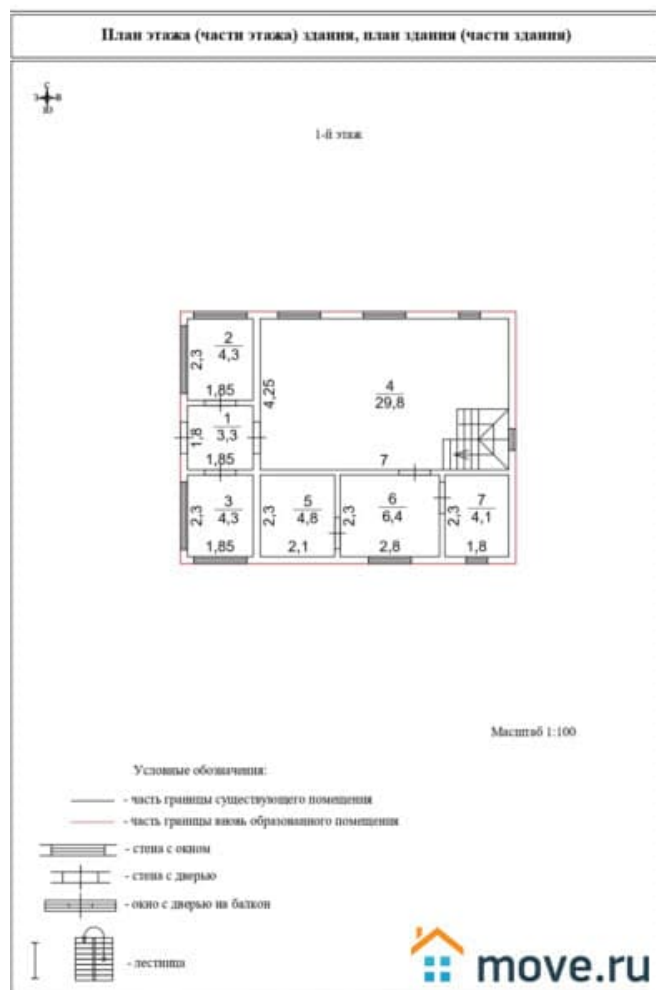 План этажа (части этажа) здания, план здания (части здания)
С
З В
Ю
1-й этаж
2
4,3
2,3
1,85
1
3,3
1,8
1,85
3
4,3
2,3
1,85
4
29,8
4,25
7
5
4,8
2,3
2,1
6
6,4
2,3
2,8
7
4,1
2,3
1,8
Масштаб 1:100
Условные обозначения:
- часть границы существующего помещения
- часть границы вновь образованного помещения
- стена с окном
- стена с дверью
- окно с дверью на балкон
- лестница
move.ru